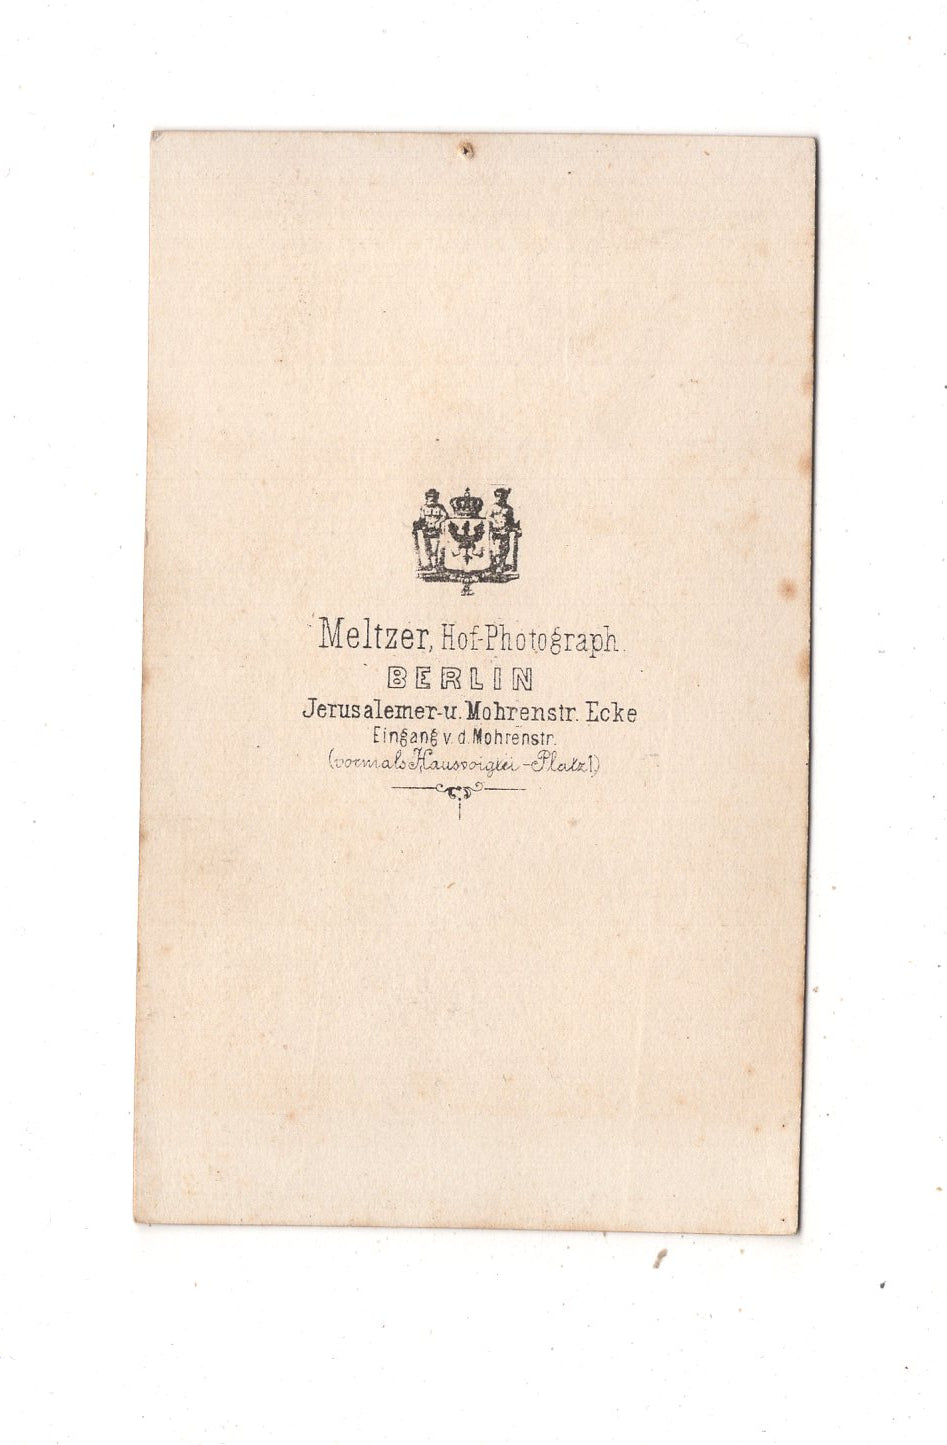 Meltzer, Hof-Photograph.
BERLIN
Jerusalemer-u. Mohrenstr. Ecke
Eingang v. d. Mohrenstr.
(vormals Hausvoigtei-Platz 1)